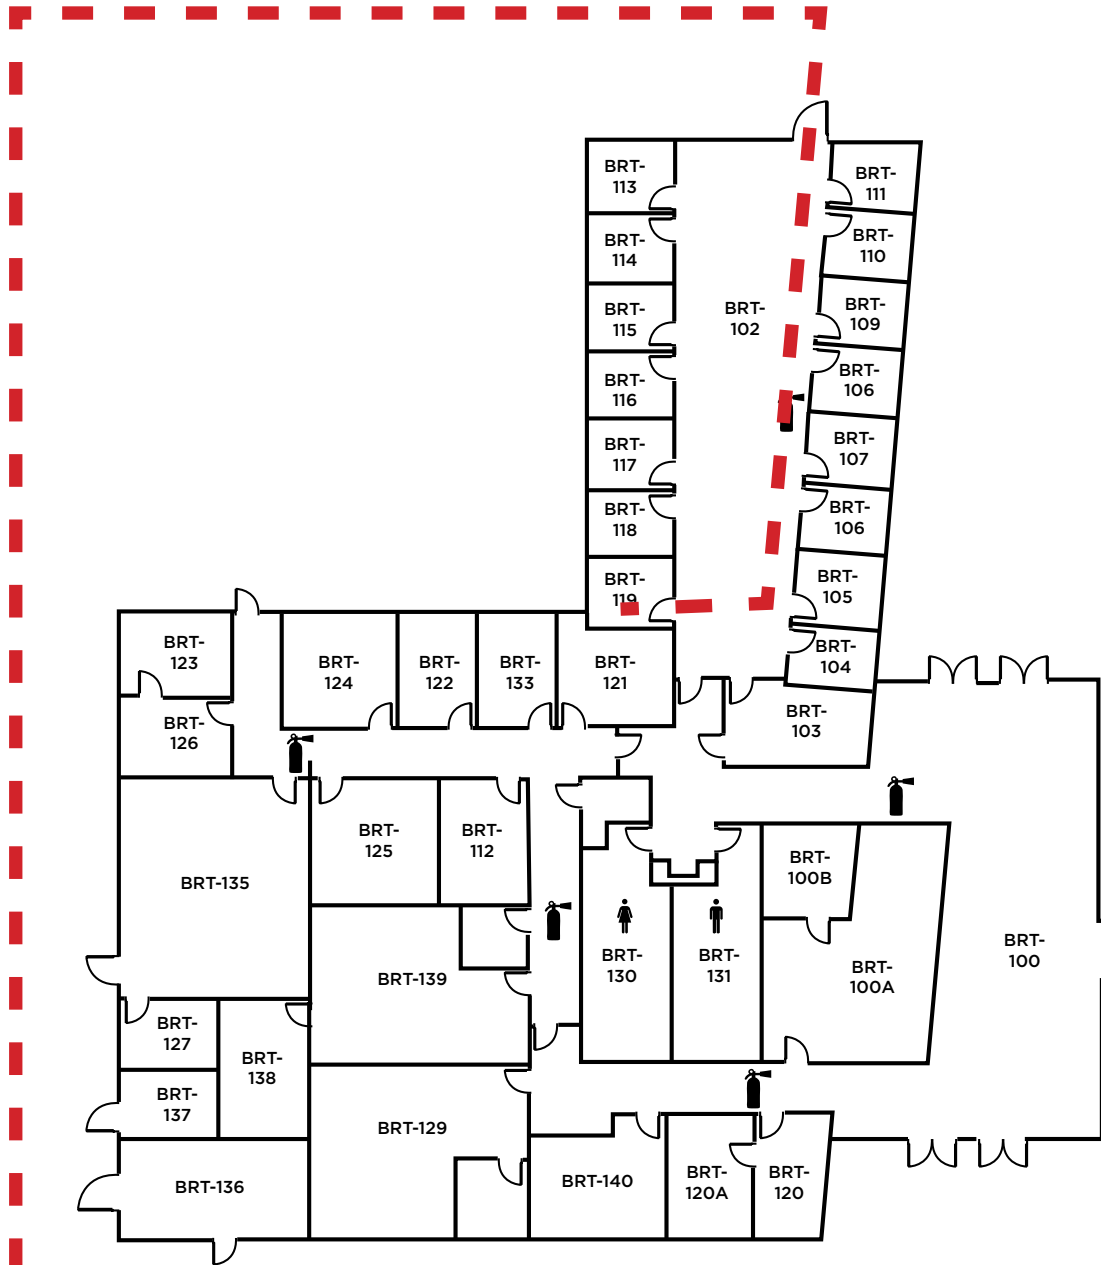 BRT-
113
BRT-
111
BRT-
114
BRT-
110
BRT-
115
BRT-
102
BRT-
109
BRT-
116
BRT-
106
BRT-
117
BRT-
107
BRT-
118
BRT-
106
BRT-
119
BRT-
105
BRT-
104
BRT-
123
BRT-
124
BRT-
122
BRT-
133
BRT-
121
BRT-
126
BRT-
103
BRT-
125
BRT-
112
BRT-
100B
BRT-135
BRT-139
BRT-
130
BRT-
131
BRT-
100A
BRT-
100
BRT-
127
BRT-
138
BRT-
137
BRT-129
BRT-136
BRT-140
BRT-
120A
BRT-
120